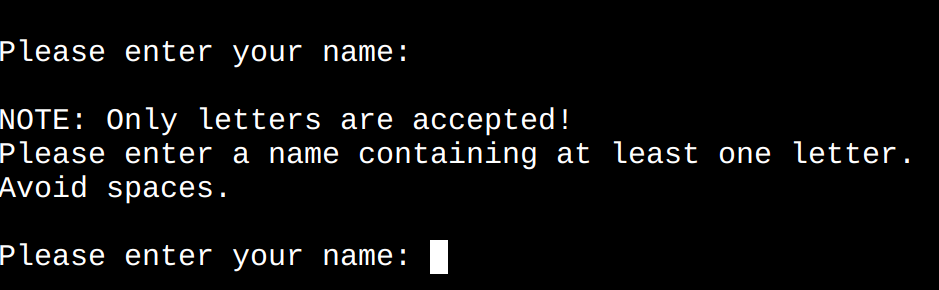 Please enter your name:
NOTE: Only letters are accepted!
Please enter a name containing at least one letter.
Avoid spaces.
Please enter your name: